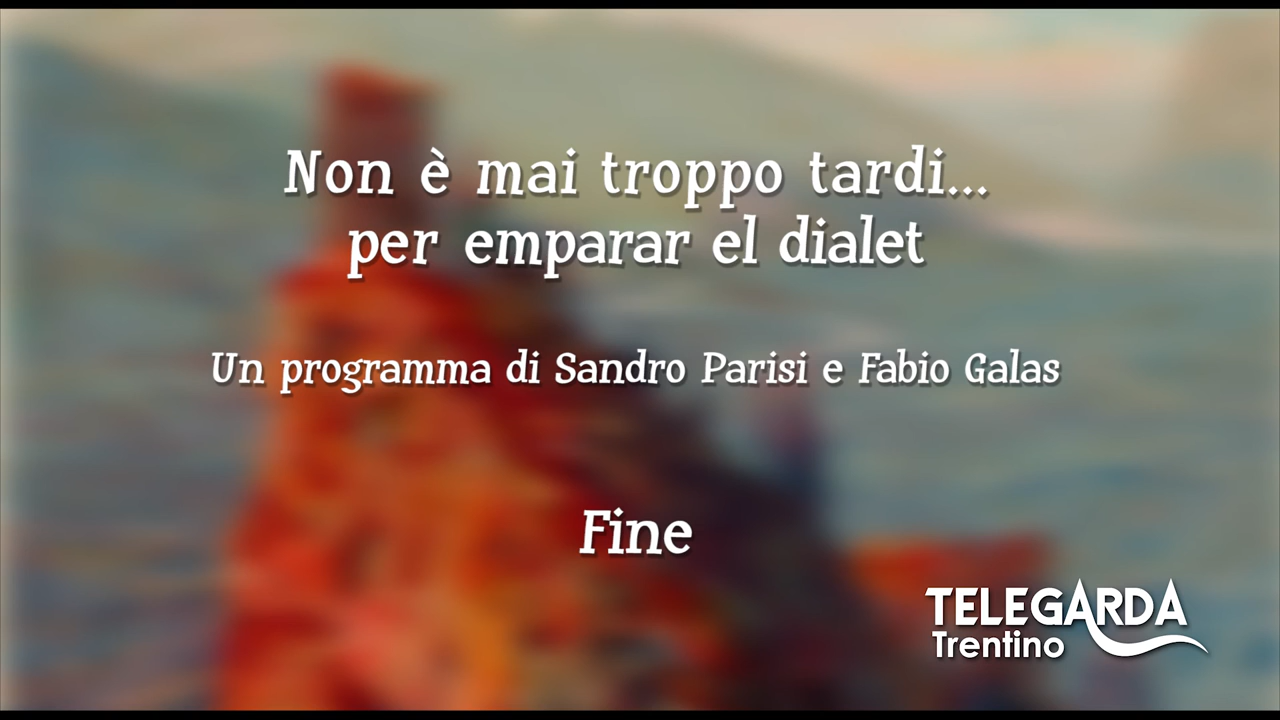 Non è mai troppo tardi...
per emparar el dialet
Un programma di Sandro Parisi e Fabio Galas
Fine
TELEGARDA
Trentino